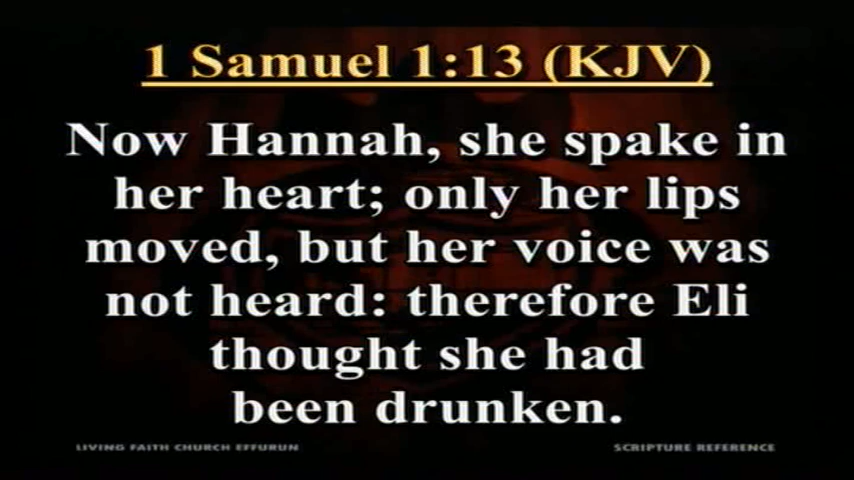 1 Samuel 1:13 (KJV)
Now Hannah, she spake in
her heart; only her lips
moved, but her voice was
not heard: therefore Eli
thought she had
been drunken.
LIVING FAITH CHURCH EFFURUN
SCRIPTURE REFERENCE